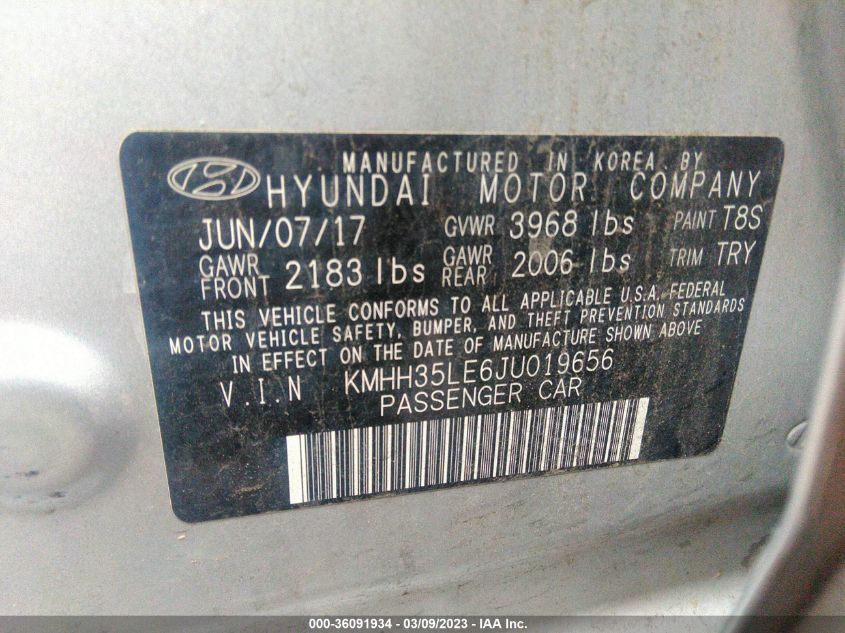 MANUFACTURED IN KOREA BY
HYUNDAI MOTOR COMPANY
JUN/07/17 GVWR 3968 lbs PAINT T8S
GAWR FRONT 2183 lbs GAWR REAR 2006 lbs TRIM TRY
THIS VEHICLE CONFORMS TO ALL APPLICABLE U.S.A. FEDERAL
MOTOR VEHICLE SAFETY, BUMPER, AND THEFT PREVENTION STANDARDS
IN EFFECT ON THE DATE OF MANUFACTURE SHOWN ABOVE
V.I.N KMHH35LE6JU019656
PASSENGER CAR
000-36091934 - 03/09/2023 - IAA Inc.